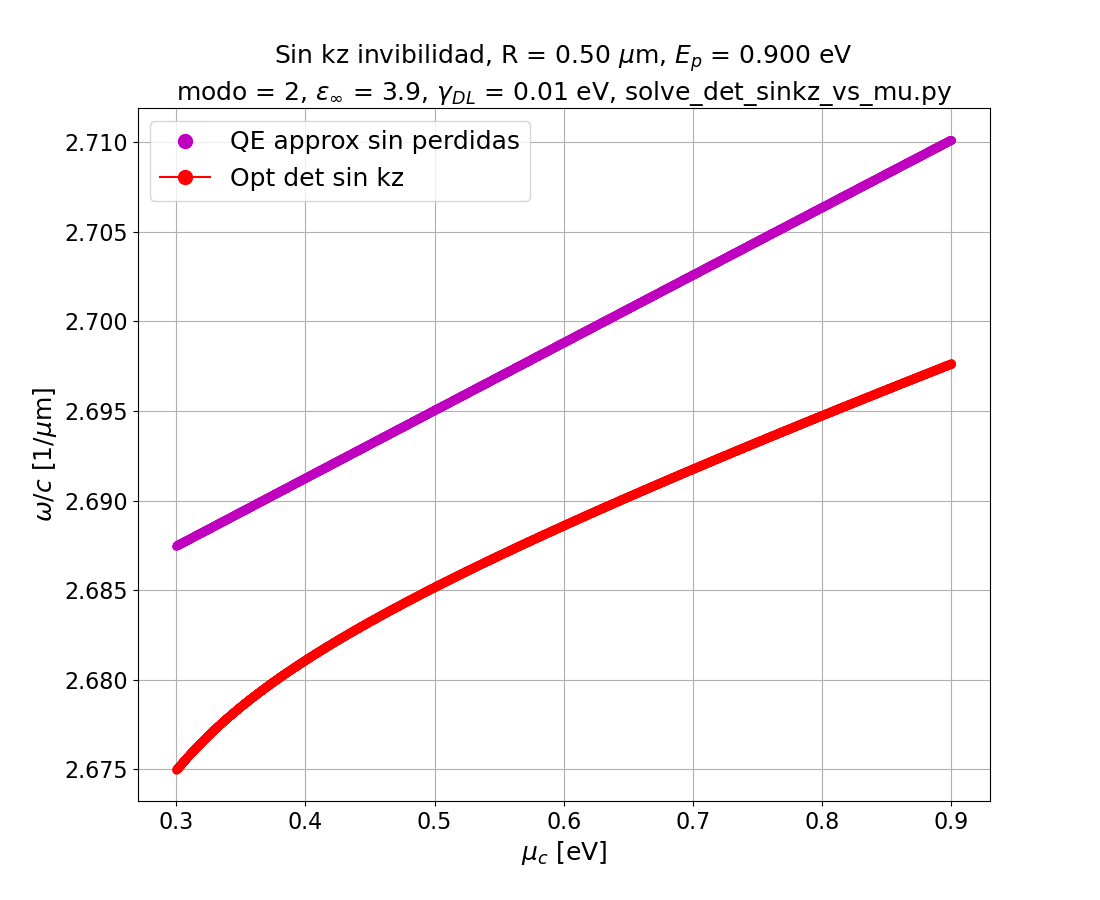 Sin kz invibilidad, R = 0.50 μm, $E_p$ = 0.900 eV
modo = 2, $ε_∞$ = 3.9, $γ_{DL}$ = 0.01 eV, solve_det_sinkz_vs_mu.py
QE approx sin perdidas
Opt det sin kz
2.710
2.705
2.700
2.695
2.690
2.685
2.680
2.675
ω/c [1/μm]
0.3 0.4 0.5 0.6 0.7 0.8 0.9
$μ_c$ [eV]